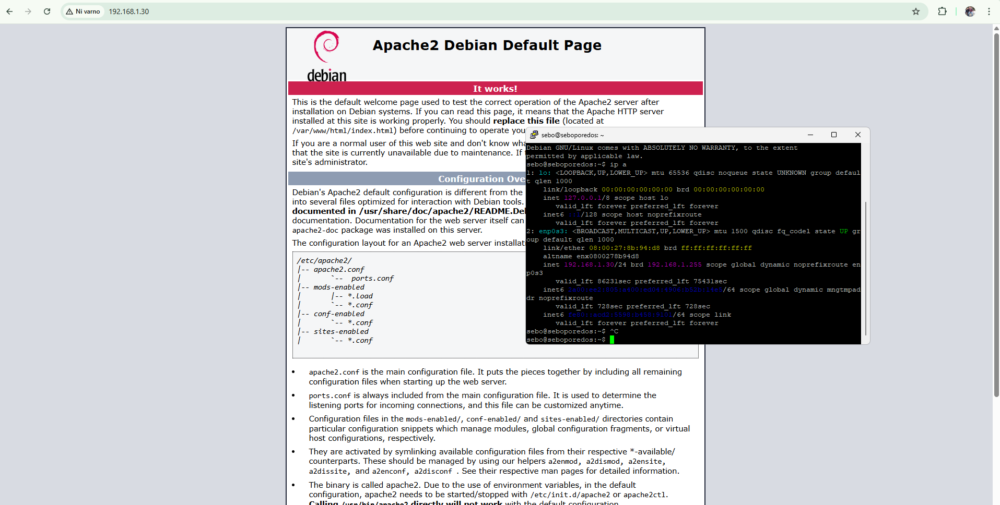 Ni varno
192.168.1.30
debian
Apache2 Debian Default Page
It works!
This is the default welcome page used to test the correct operation of the Apache2 server after
installation on Debian systems. If you can read this page, it means that the Apache HTTP server
installed at this site is working properly. You should replace this file (located at
/var/www/html/index.html) before continuing to operate you
If you are a normal user of this web site and don't know wha
that the site is currently unavailable due to maintenance. If t
site's administrator.
Configuration Ove
Debian's Apache2 default configuration is different from the
into several files optimized for interaction with Debian tools.
documented in /usr/share/doc/apache2/README.De
documentation. Documentation for the web server itself can
apache2-doc package was installed on this server.
The configuration layout for an Apache2 web server installati
/etc/apache2/
|-- apache2.conf
|       `--  ports.conf
|-- mods-enabled
|       |-- *.load
|       `-- *.conf
|-- conf-enabled
|       `-- *.conf
|-- sites-enabled
|       `-- *.conf
• apache2.conf is the main configuration file. It puts the pieces together by including all remaining
configuration files when starting up the web server.
• ports.conf is always included from the main configuration file. It is used to determine the
listening ports for incoming connections, and this file can be customized anytime.
• Configuration files in the mods-enabled/, conf-enabled/ and sites-enabled/ directories contain
particular configuration snippets which manage modules, global configuration fragments, or virtual
host configurations, respectively.
• They are activated by symlinking available configuration files from their respective *-available/
counterparts. These should be managed by using our helpers a2enmod, a2dismod, a2ensite,
a2dissite, and a2enconf, a2disconf . See their respective man pages for detailed information.
• The binary is called apache2. Due to the use of environment variables, in the default
configuration, apache2 needs to be started/stopped with /etc/init.d/apache2 or apache2ctl.
Calling /usr/bin/apache2 directly will not work with the default configuration.
sebo@seboporedos: ~
Debian GNU/Linux comes with ABSOLUTELY NO WARRANTY, to the extent
permitted by applicable law.
sebo@seboporedos:~$ ip a
1: lo: <LOOPBACK,UP,LOWER_UP> mtu 65536 qdisc noqueue state UNKNOWN group defaul
t qlen 1000
    link/loopback 00:00:00:00:00:00 brd 00:00:00:00:00:00
    inet 127.0.0.1/8 scope host lo
       valid_lft forever preferred_lft forever
    inet6 ::1/128 scope host noprefixroute
       valid_lft forever preferred_lft forever
2: enp0s3: <BROADCAST,MULTICAST,UP,LOWER_UP> mtu 1500 qdisc fq_codel state UP gr
oup default qlen 1000
    link/ether 08:00:27:8b:94:d8 brd ff:ff:ff:ff:ff:ff
    altname enx0800278b94d8
    inet 192.168.1.30/24 brd 192.168.1.255 scope global dynamic noprefixroute en
p0s3
       valid_lft 86231sec preferred_lft 75431sec
    inet6 /64 scope global dynamic mngtmpad
dr noprefixroute
       valid_lft 728sec preferred_lft 728sec
    inet6 /64 scope link
       valid_lft forever preferred_lft forever
sebo@seboporedos:~$ ^C
sebo@seboporedos:~$